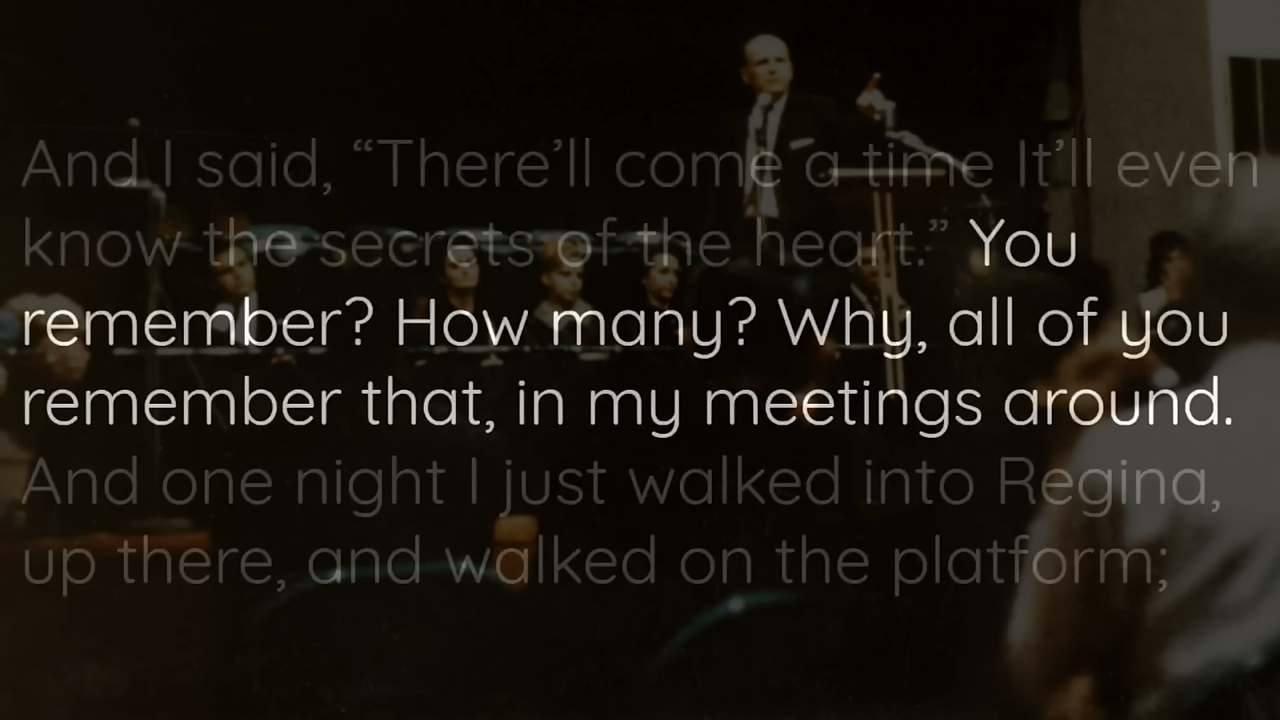 And I said, “There’ll come a time It’ll even
know the secrets of the heart.” You
remember? How many? Why, all of you
remember that, in my meetings around.
And one night I just walked into Regina,
up there, and walked on the platform;